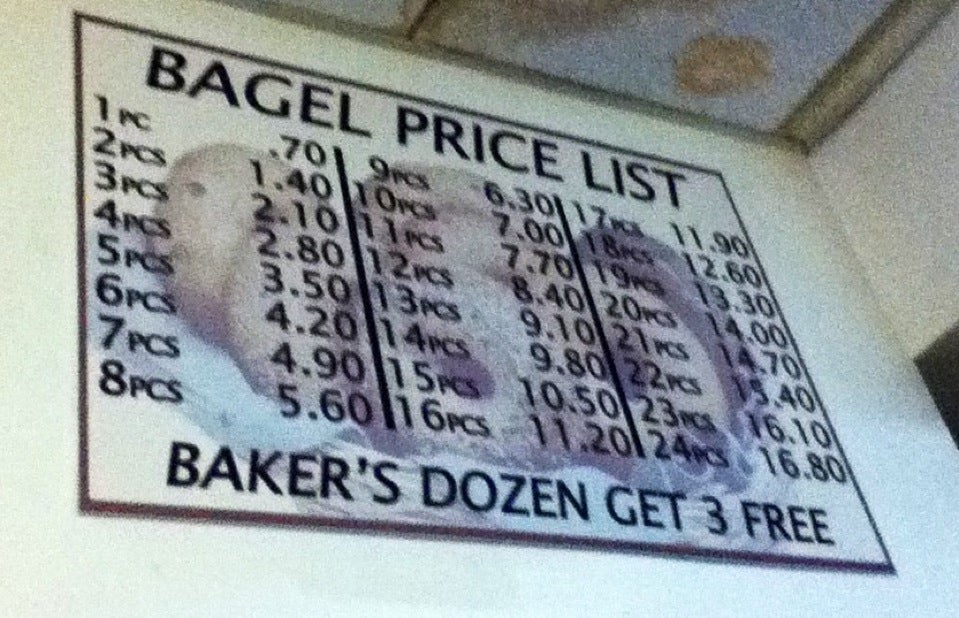 BAGEL PRICE LIST
1 PC .70 9PCS 6.30 17PCS 11.90
2PCS 1.40 10PCS 7.00 18PCS 12.60
3PCS 2.10 11PCS 7.70 19PCS 13.30
4PCS 2.80 12PCS 8.40 20PCS 14.00
5PCS 3.50 13PCS 9.10 21PCS 14.70
6PCS 4.20 14PCS 9.80 22PCS 15.40
7PCS 4.90 15PCS 10.50 23PCS 16.10
8PCS 5.60 16PCS 11.20 24PCS 16.80
BAKER'S DOZEN GET 3 FREE